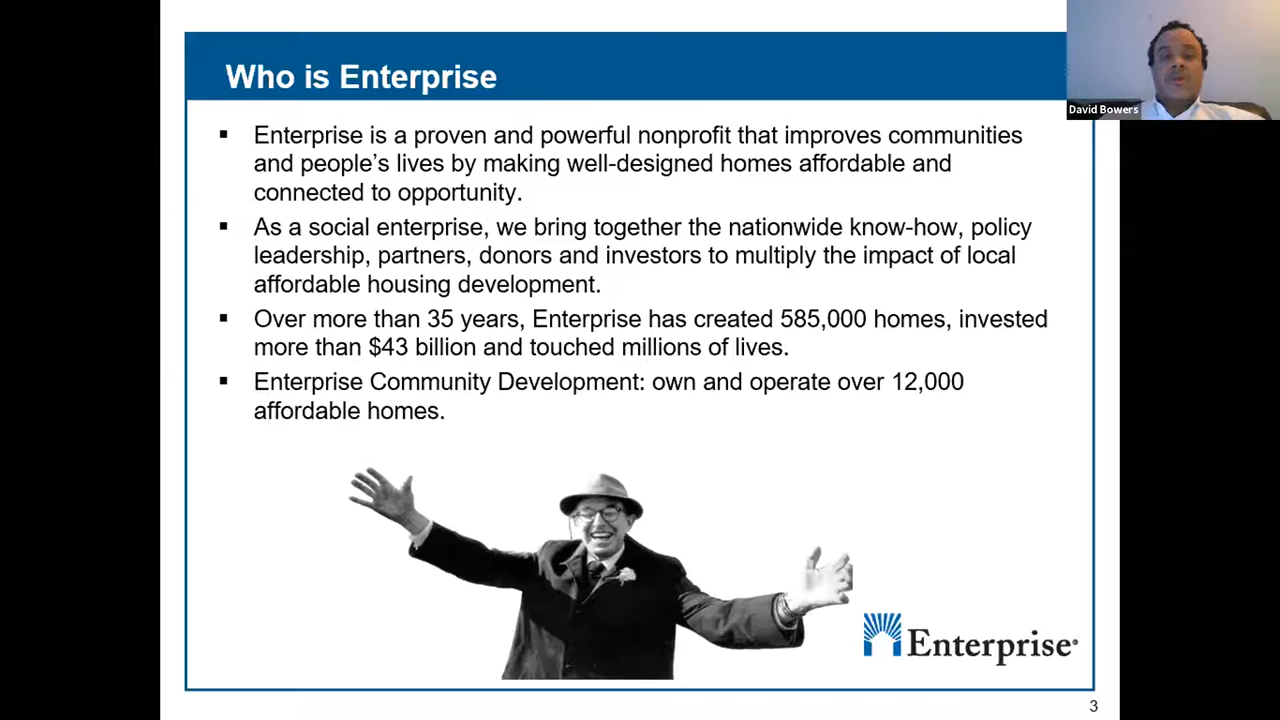 Who is Enterprise
David Bowers
▪ Enterprise is a proven and powerful nonprofit that improves communities
and people’s lives by making well-designed homes affordable and
connected to opportunity.
▪ As a social enterprise, we bring together the nationwide know-how, policy
leadership, partners, donors and investors to multiply the impact of local
affordable housing development.
▪ Over more than 35 years, Enterprise has created 585,000 homes, invested
more than $43 billion and touched millions of lives.
▪ Enterprise Community Development: own and operate over 12,000
affordable homes.
Enterprise®
3